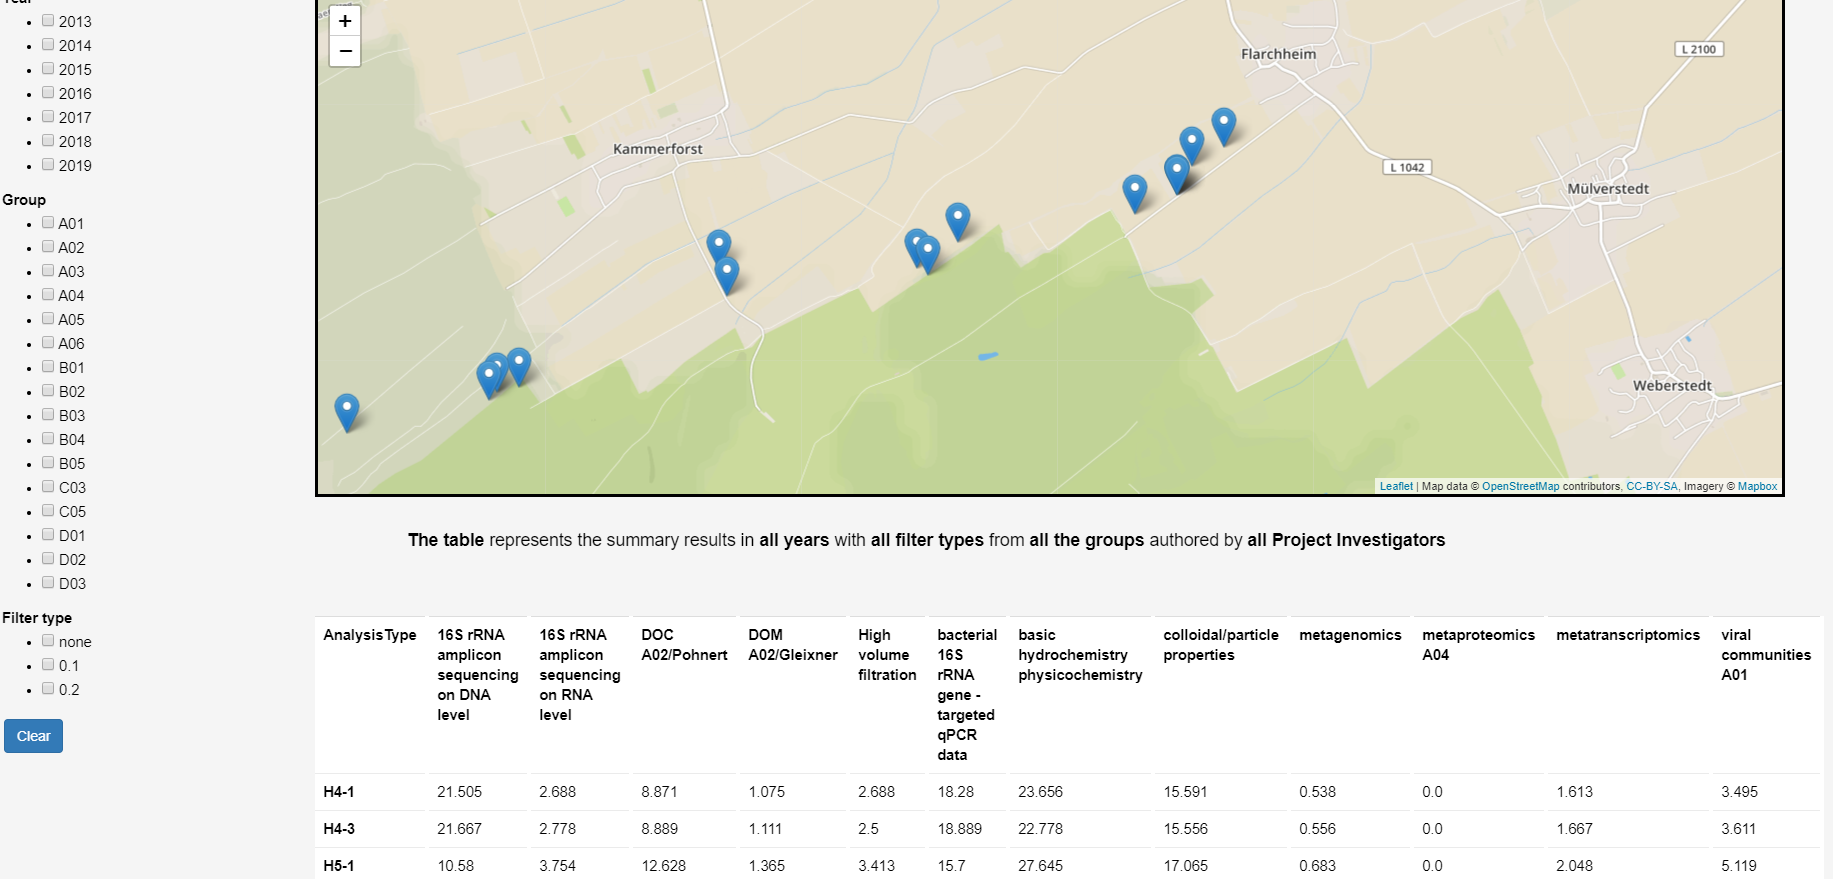 Year
2013
2014
2015
2016
2017
2018
2019
Group
A01
A02
A03
A04
A05
A06
B01
B02
B03
B04
B05
C03
C05
D01
D02
D03
Filter type
none
0.1
0.2
Clear
+
−
Flarchheim
L 2100
Kammerforst
L 1042
Mülverstedt
Weberstedt
Leaflet | Map data © OpenStreetMap contributors, CC-BY-SA, Imagery © Mapbox
The table represents the summary results in all years with all filter types from all the groups authored by all Project Investigators
AnalysisType 16S rRNA amplicon sequencing on DNA level 16S rRNA amplicon sequencing on RNA level DOC A02/Pohnert DOM A02/Gleixner High volume filtration bacterial 16S rRNA gene - targeted qPCR data basic hydrochemistry physicochemistry colloidal/particle properties metagenomics metaproteomics A04 metatranscriptomics viral communities A01
H4-1 21.505 2.688 8.871 1.075 2.688 18.28 23.656 15.591 0.538 0.0 1.613 3.495
H4-3 21.667 2.778 8.889 1.111 2.5 18.889 22.778 15.556 0.556 0.0 1.667 3.611
H5-1 10.58 3.754 12.628 1.365 3.413 15.7 27.645 17.065 0.683 0.0 2.048 5.119